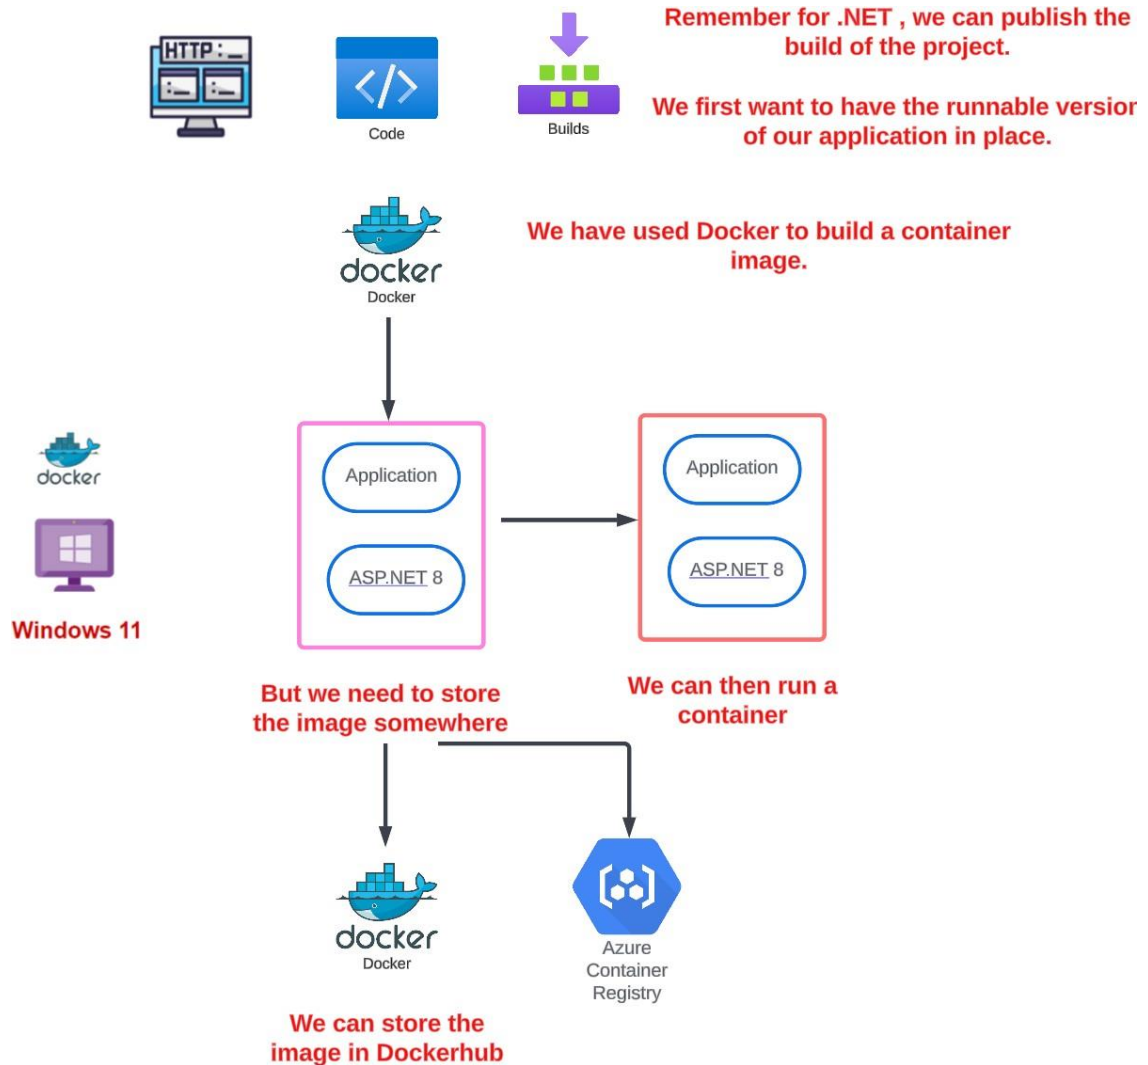 HTTP:_
Remember for .NET , we can publish the
build of the project.
Code
Builds
We first want to have the runnable version
of our application in place.
docker
Docker
We have used Docker to build a container
image.
docker
Windows 11
Application
ASP.NET 8
Application
ASP.NET 8
But we need to store
the image somewhere
We can then run a
container
docker
Docker
Azure
Container
Registry
We can store the
image in Dockerhub